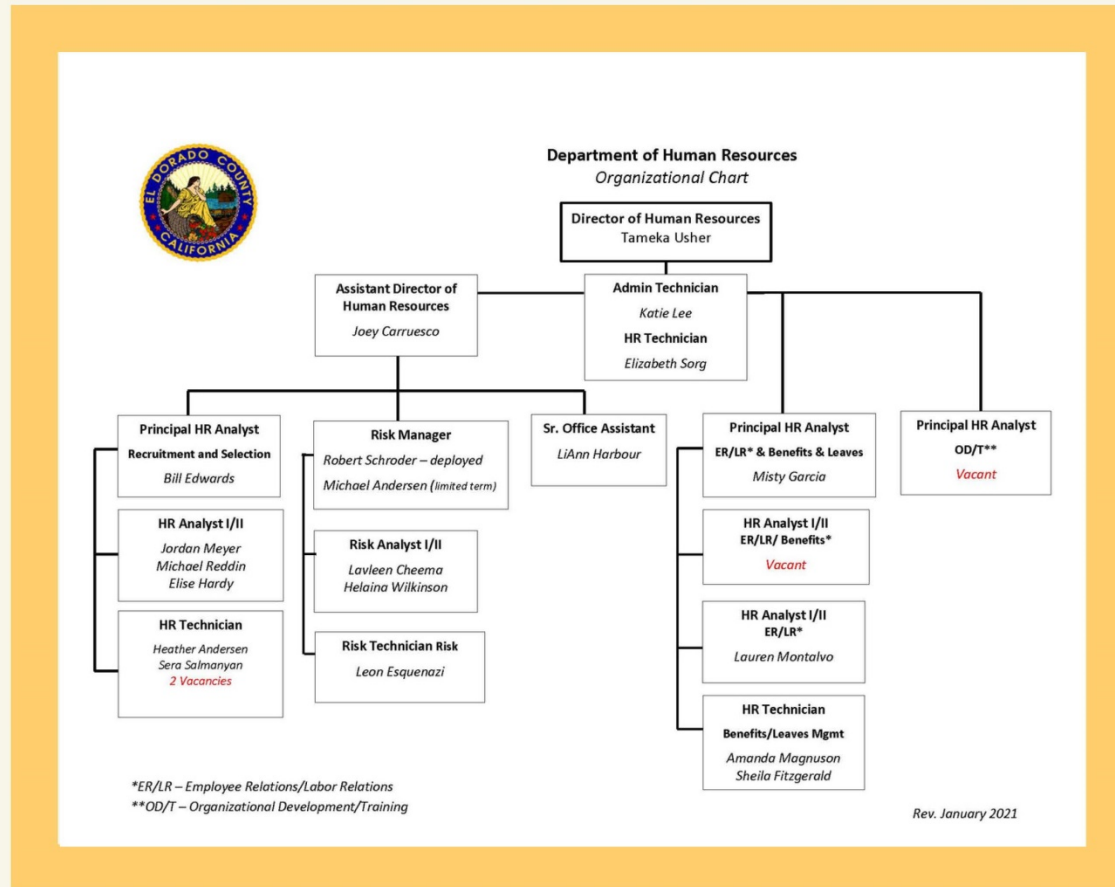 EL DORADO COUNTY
CALIFORNIA
Department of Human Resources
Organizational Chart
Director of Human Resources
Tameka Usher
Assistant Director of
Human Resources
Joey Carruesco
Admin Technician
Katie Lee
HR Technician
Elizabeth Sorg
Principal HR Analyst
Recruitment and Selection
Bill Edwards
HR Analyst I/II
Jordan Meyer
Michael Reddin
Elise Hardy
HR Technician
Heather Andersen
Sera Salmanyan
2 Vacancies
Risk Manager
Robert Schroder – deployed
Michael Andersen (limited term)
Risk Analyst I/II
Lavleen Cheema
Helaina Wilkinson
Risk Technician Risk
Leon Esquenazi
Sr. Office Assistant
LiAnn Harbour
Principal HR Analyst
ER/LR* & Benefits & Leaves
Misty Garcia
HR Analyst I/II
ER/LR/ Benefits*
Vacant
HR Analyst I/II
ER/LR*
Lauren Montalvo
HR Technician
Benefits/Leaves Mgmt
Amanda Magnuson
Sheila Fitzgerald
Principal HR Analyst
OD/T**
Vacant
*ER/LR – Employee Relations/Labor Relations
**OD/T – Organizational Development/Training
Rev. January 2021